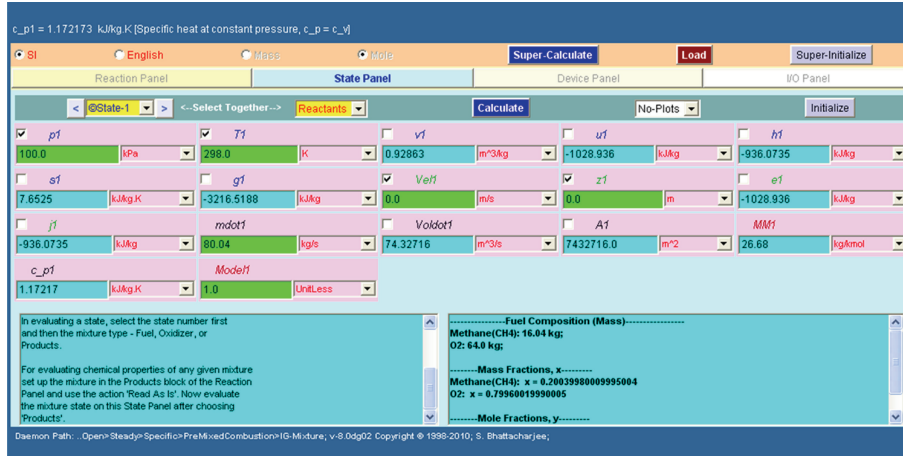 c_p1 = 1.172173 kJ/kg.K [Specific heat at constant pressure, c_p = c_v]
SI English Mass Mole Super-Calculate Load Super-Initialize
Reaction Panel State Panel Device Panel I/O Panel
< ©State-1 > <--Select Together--> Reactants Calculate No-Plots Initialize
p1 T1 v1 u1 h1
100.0 kPa 298.0 K 0.92863 m^3/kg -1028.936 kJ/kg -936.0735 kJ/kg
s1 g1 Vel1 z1 e1
7.6525 kJ/kg.K -3216.5188 kJ/kg 0.0 m/s 0.0 m -1028.936 kJ/kg
j1 mdot1 Voldot1 A1 MM1
-936.0735 kJ/kg 80.04 kg/s 74.32716 m^3/s 7432716.0 m^2 26.68 kg/kmol
c_p1 Model1
1.17217 kJ/kg.K 1.0 UnitLess
In evaluating a state, select the state number first
and then the mixture type - Fuel, Oxidizer, or
Products.
For evaluating chemical properties of any given mixture
set up the mixture in the Products block of the Reaction
Panel and use the action 'Read As Is'. Now evaluate
the mixture state on this State Panel after choosing
'Products'.
----------------Fuel Composition (Mass)-----------------
Methane(CH4): 16.04 kg;
O2: 64.0 kg;
--------Mass Fractions, x---------
Methane(CH4): x = 0.20039980009995004
O2: x = 0.79960019990005
--------Mole Fractions, y---------
Daemon Path: ..Open>Steady>Specific>PreMixedCombustion>IG-Mixture; v-8.0dg02 Copyright © 1998-2010; S. Bhattacharjee;